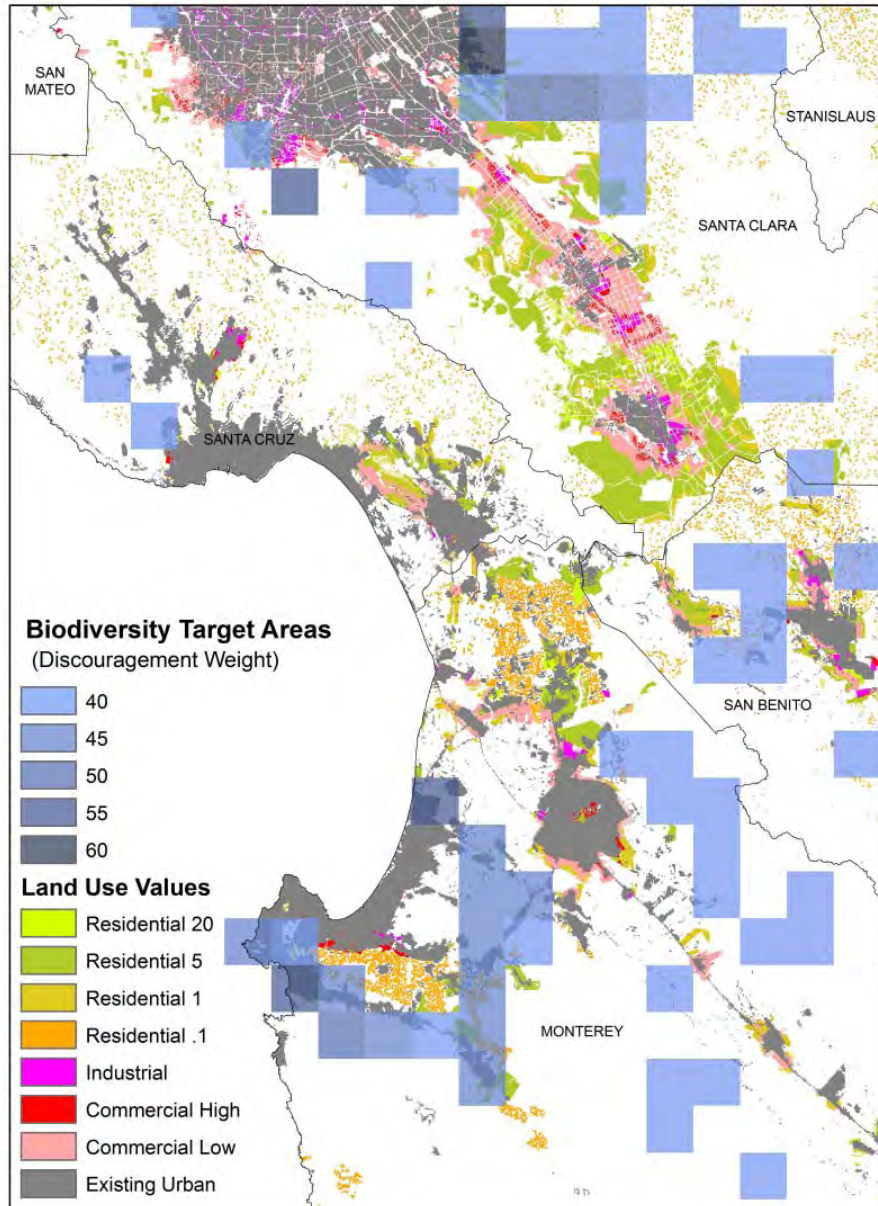 SAN
MATEO
STANISLAUS
SANTA CLARA
SANTA CRUZ
SAN BENITO
MONTEREY
Biodiversity Target Areas
(Discouragement Weight)
40
45
50
55
60
Land Use Values
Residential 20
Residential 5
Residential 1
Residential .1
Industrial
Commercial High
Commercial Low
Existing Urban